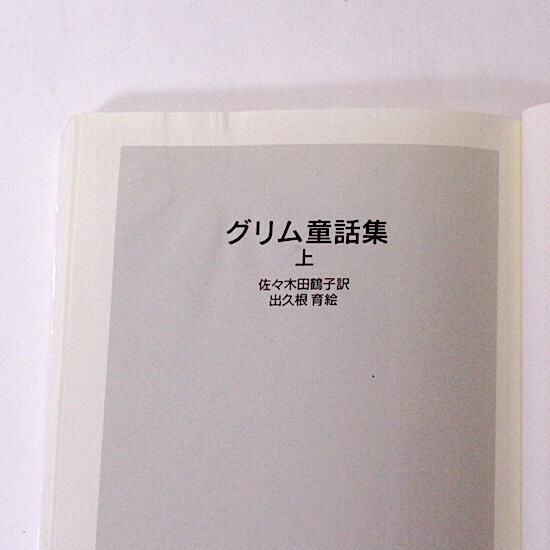 グリム童話集
上
佐々木田鶴子訳
出久根 育絵